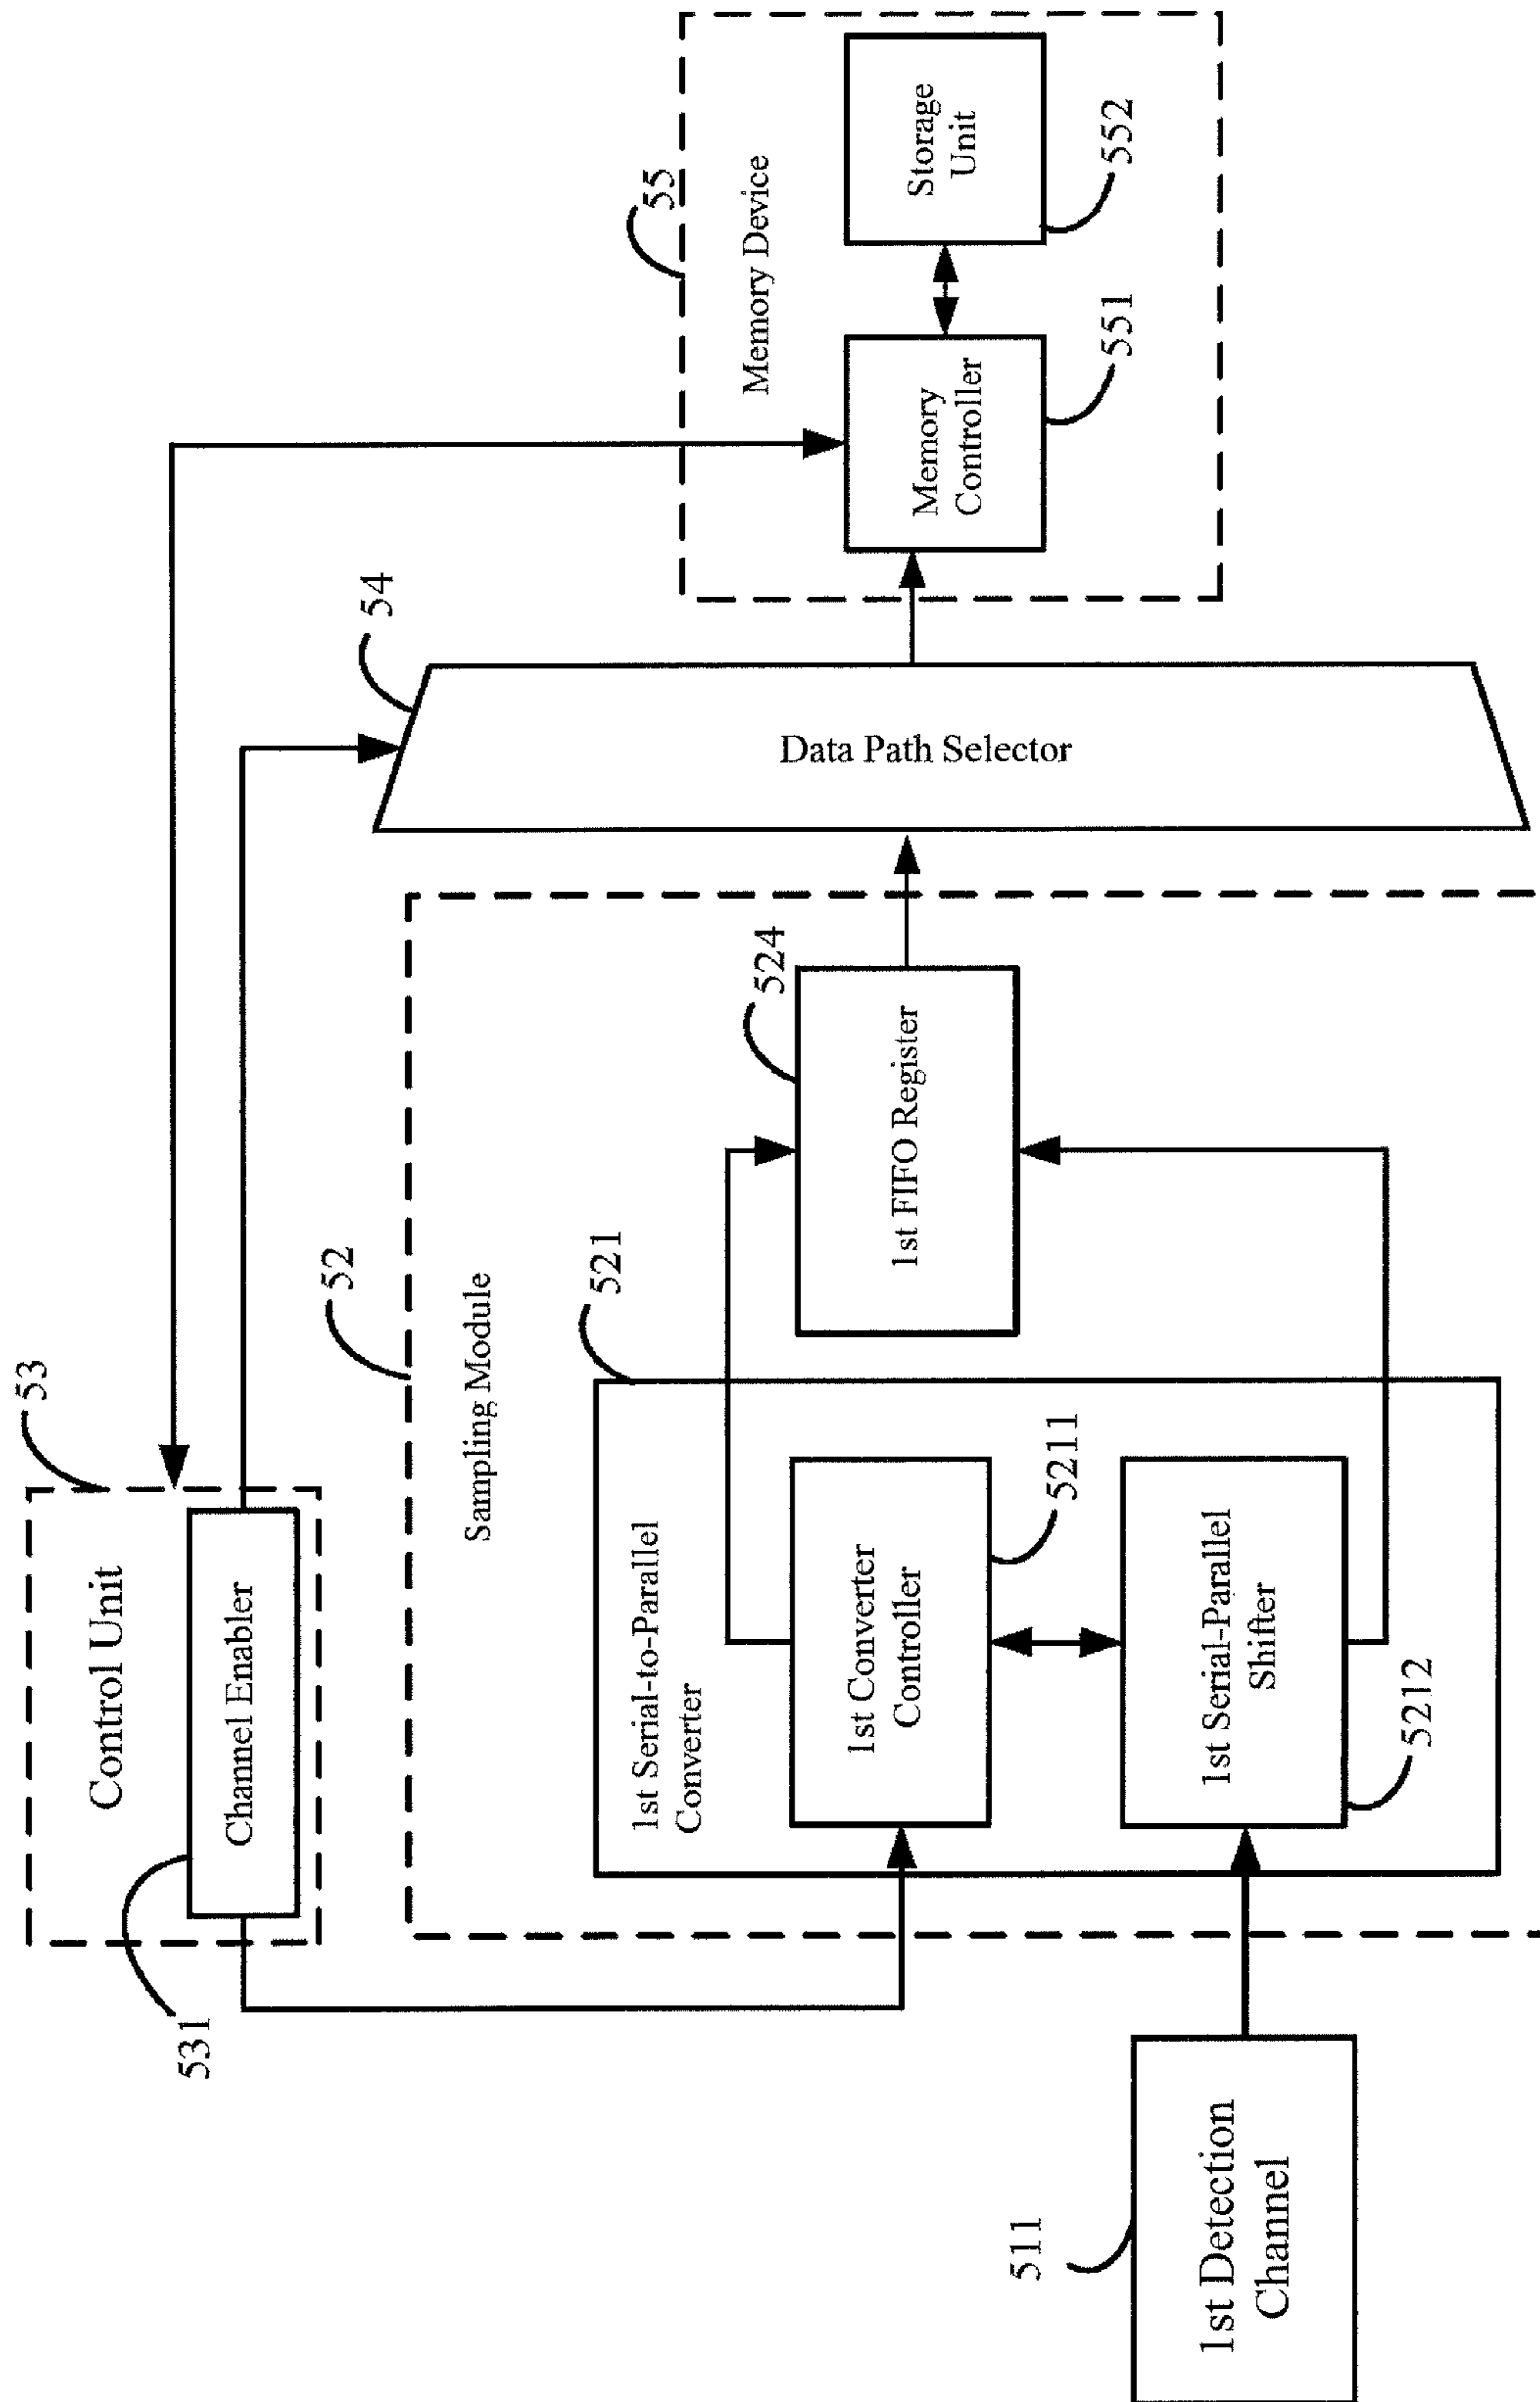 53
Control Unit
Channel Enabler
531
52
Sampling Module
521
1st Serial-to-Parallel
Converter
1st Converter
Controller
5211
1st Serial-Parallel
Shifter
5212
511
1st Detection
Channel
524
1st FIFO Register
54
Data Path Selector
55
Memory Device
Memory
Controller
551
Storage
Unit
552